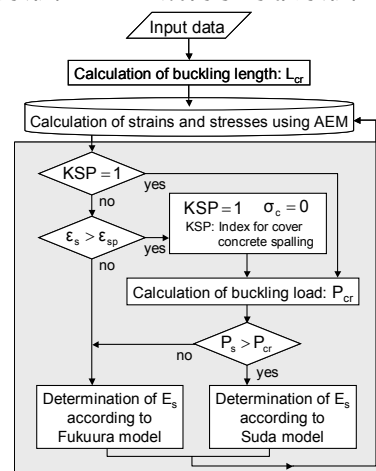 Input data
Calculation of buckling length: Lcr
Calculation of strains and stresses using AEM
KSP = 1
yes
no
KSP = 1 σc = 0
KSP: Index for cover
concrete spalling
εs > εsp
yes
no
Calculation of buckling load: Pcr
Ps > Pcr
no
yes
Determination of Es
according to
Fukuura model
Determination of Es
according to
Suda model